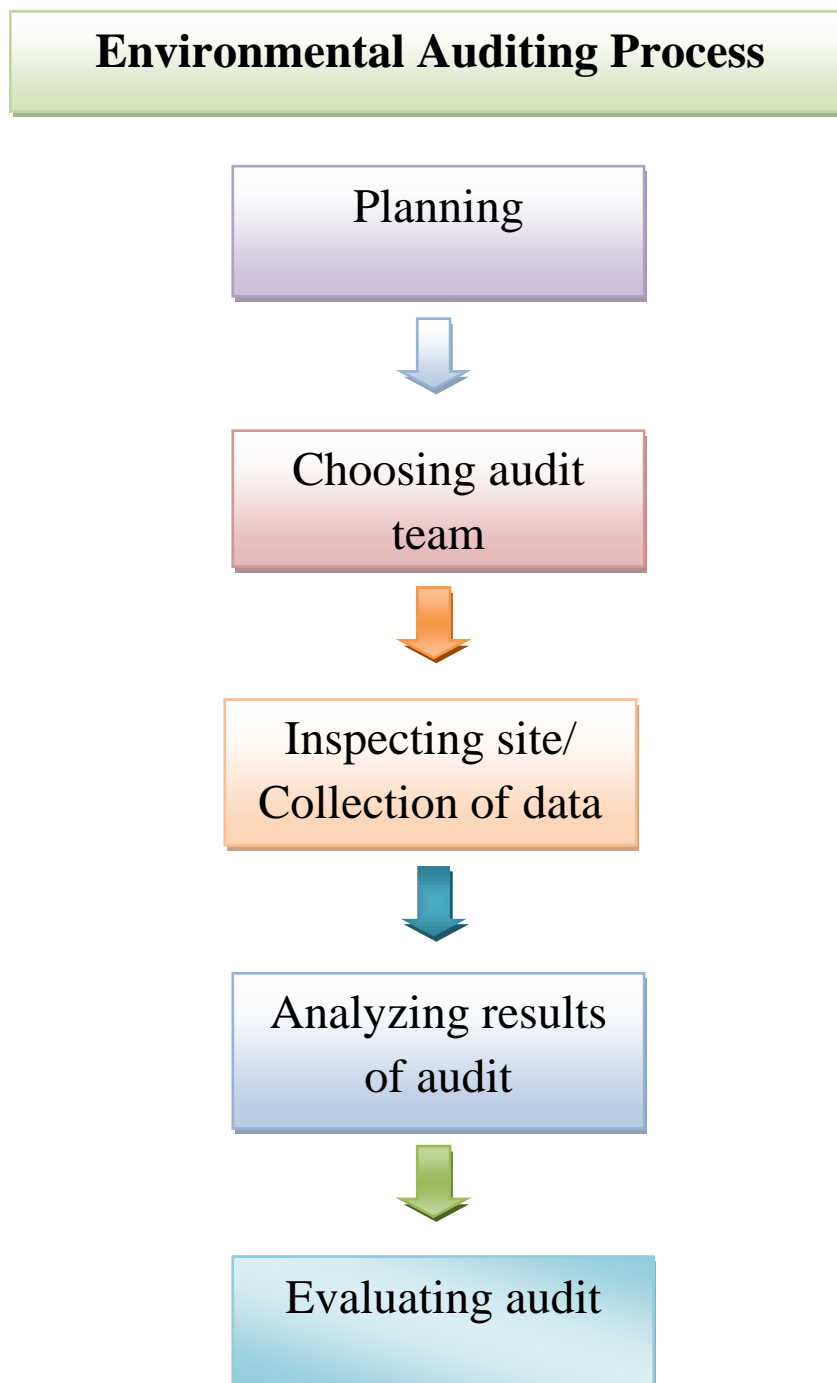 Environmental Auditing Process
Planning
Choosing audit
team
Inspecting site/
Collection of data
Analyzing results
of audit
Evaluating audit